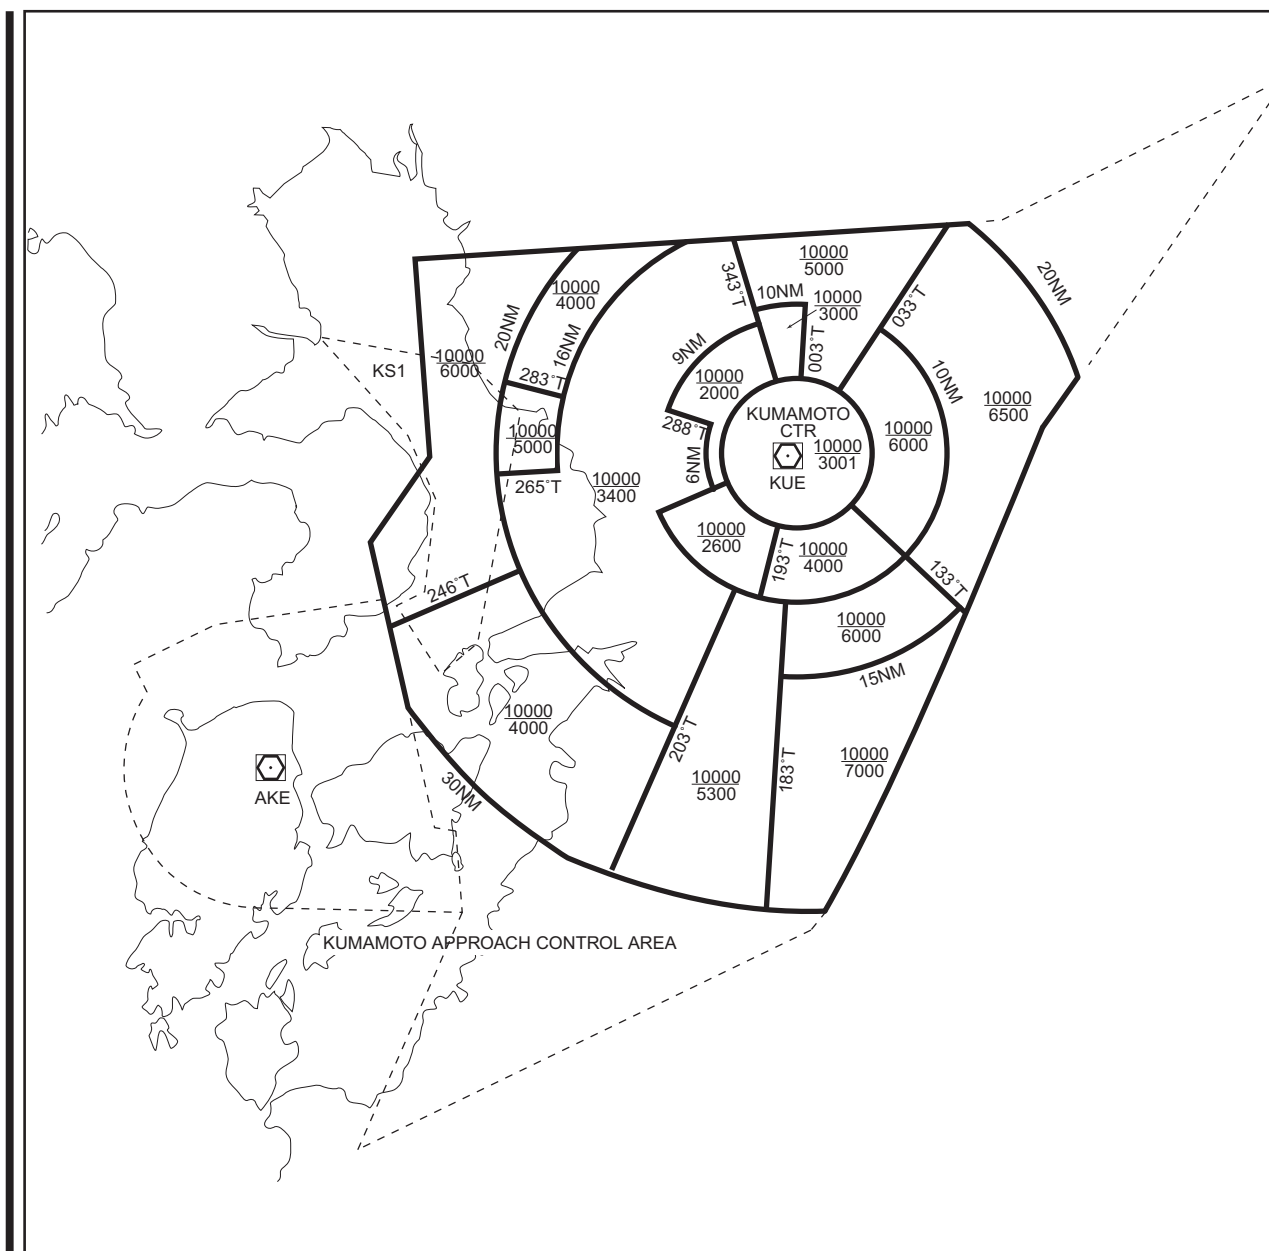 20NM
10000
5000
343°T
10NM
10000
3000
10000
4000
033°T
20NM
16NM
9NM
003°T
KS1
10000
6000
283°T
10000
2000
10NM
10000
6500
KUMAMOTO
CTR
10000
3001
KUE
288°T
10000
6000
10000
5000
6NM
10000
3400
265°T
10000
2600
193°T
10000
4000
133°T
246°T
10000
6000
15NM
10000
4000
203°T
183°T
10000
7000
10000
5300
30NM
AKE
20NM
KUMAMOTO APPROACH CONTROL AREA